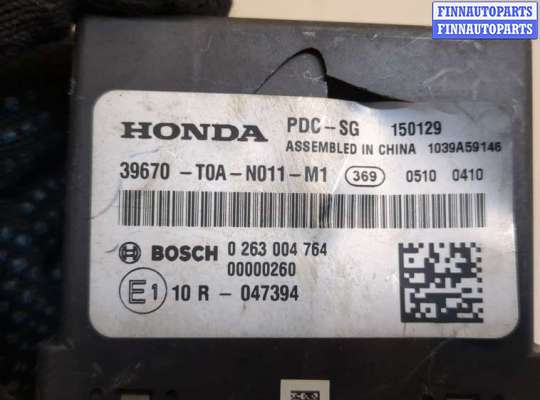 FINNAUTOPARTS
FINNAUTOPARTS
HONDA PDC-SG 150129
ASSEMBLED IN CHINA 1039A59146
39670-T0A-N011-M1 369 0510 0410
BOSCH 0 263 004 764
00000260
E1 10 R - 047394